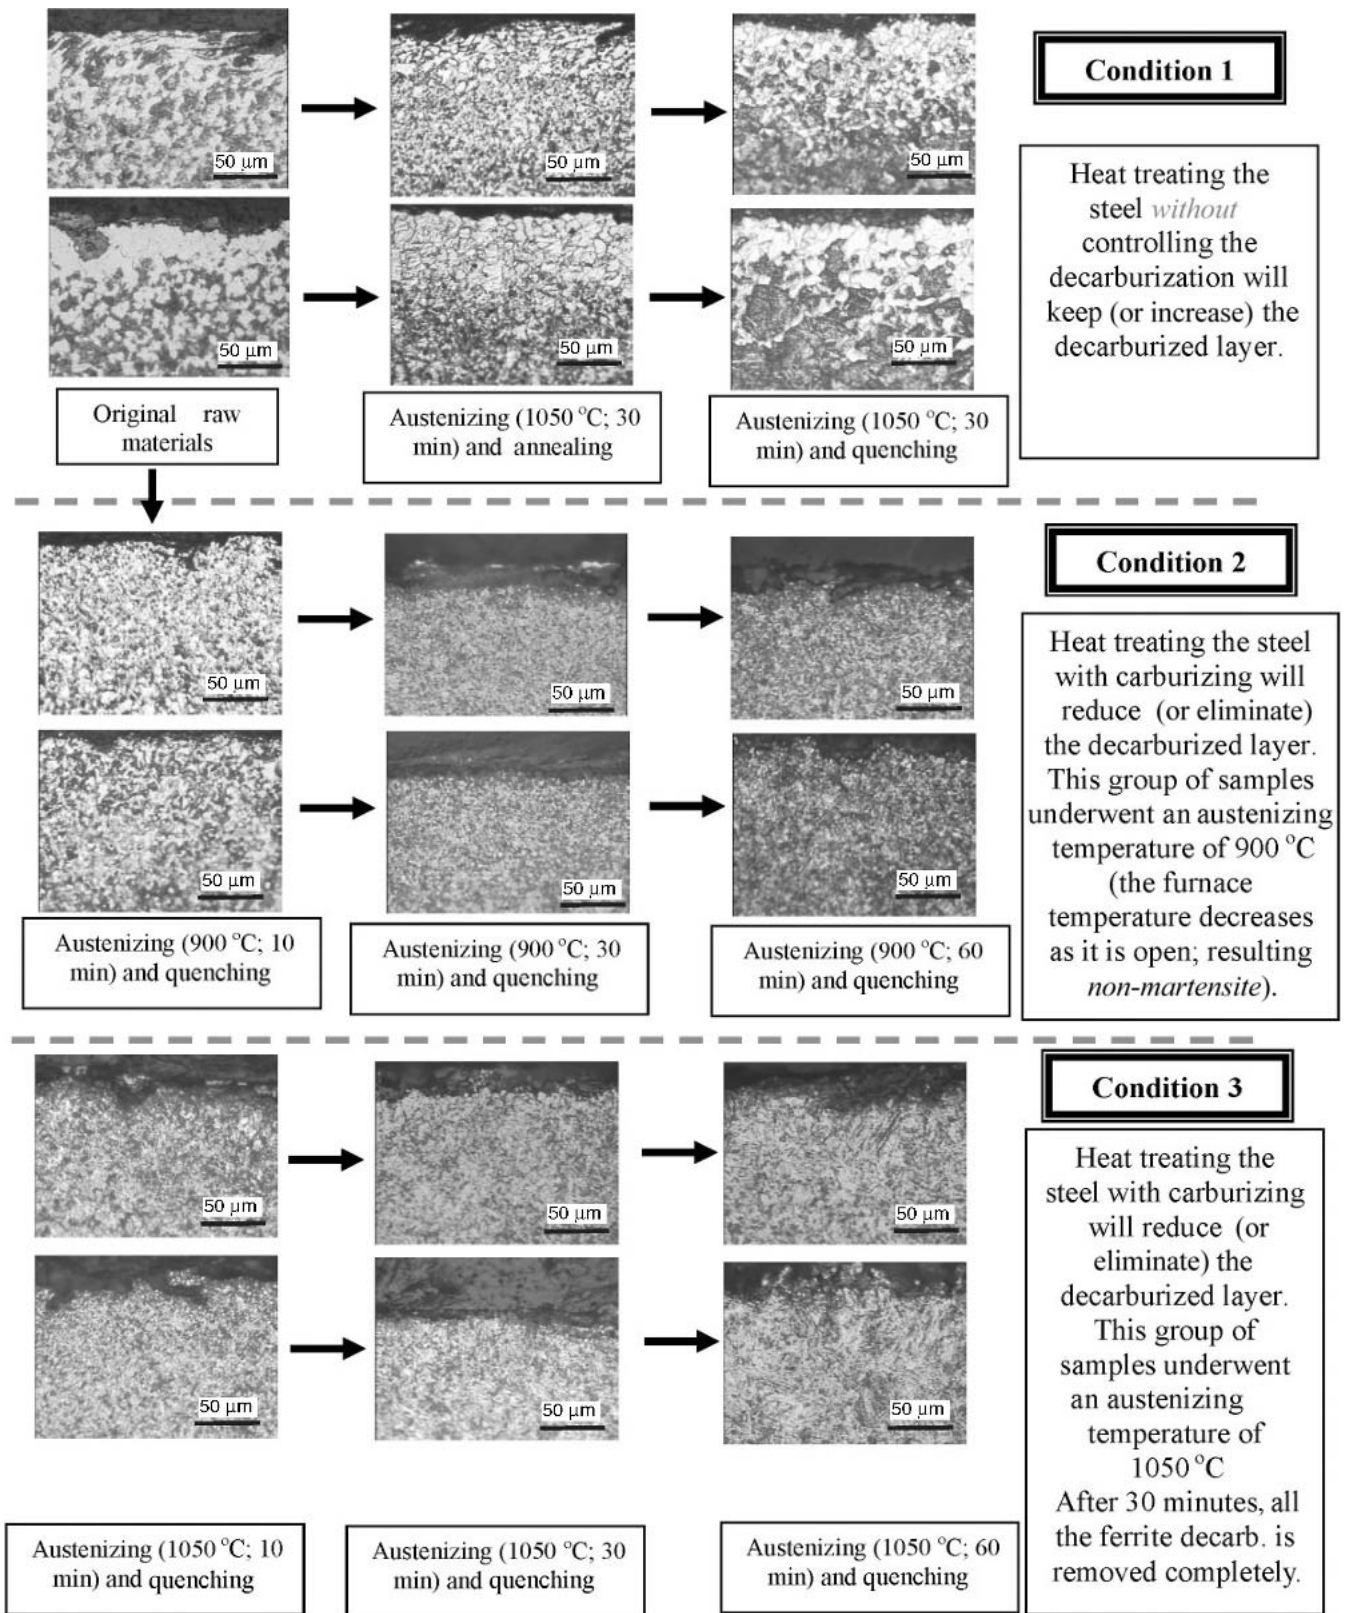 50 µm
50 µm
50 µm
Condition 1
50 µm
50 µm
50 µm
Heat treating the
steel without
controlling the
decarburization will
keep (or increase) the
decarburized layer.
Original raw
materials
Austenizing (1050 °C; 30
min) and annealing
Austenizing (1050 °C; 30
min) and quenching
50 µm
50 µm
50 µm
Condition 2
50 µm
50 µm
50 µm
Heat treating the steel
with carburizing will
reduce (or eliminate)
the decarburized layer.
This group of samples
underwent an austenizing
temperature of 900 °C
(the furnace
temperature decreases
as it is open; resulting
non-martensite).
Austenizing (900 °C; 10
min) and quenching
Austenizing (900 °C; 30
min) and quenching
Austenizing (900 °C; 60
min) and quenching
50 µm
50 µm
50 µm
Condition 3
50 µm
50 µm
50 µm
Heat treating the
steel with carburizing
will reduce (or
eliminate) the
decarburized layer.
This group of
samples underwent
an austenizing
temperature of
1050 °C
After 30 minutes, all
the ferrite decarb. is
removed completely.
Austenizing (1050 °C; 10
min) and quenching
Austenizing (1050 °C; 30
min) and quenching
Austenizing (1050 °C; 60
min) and quenching